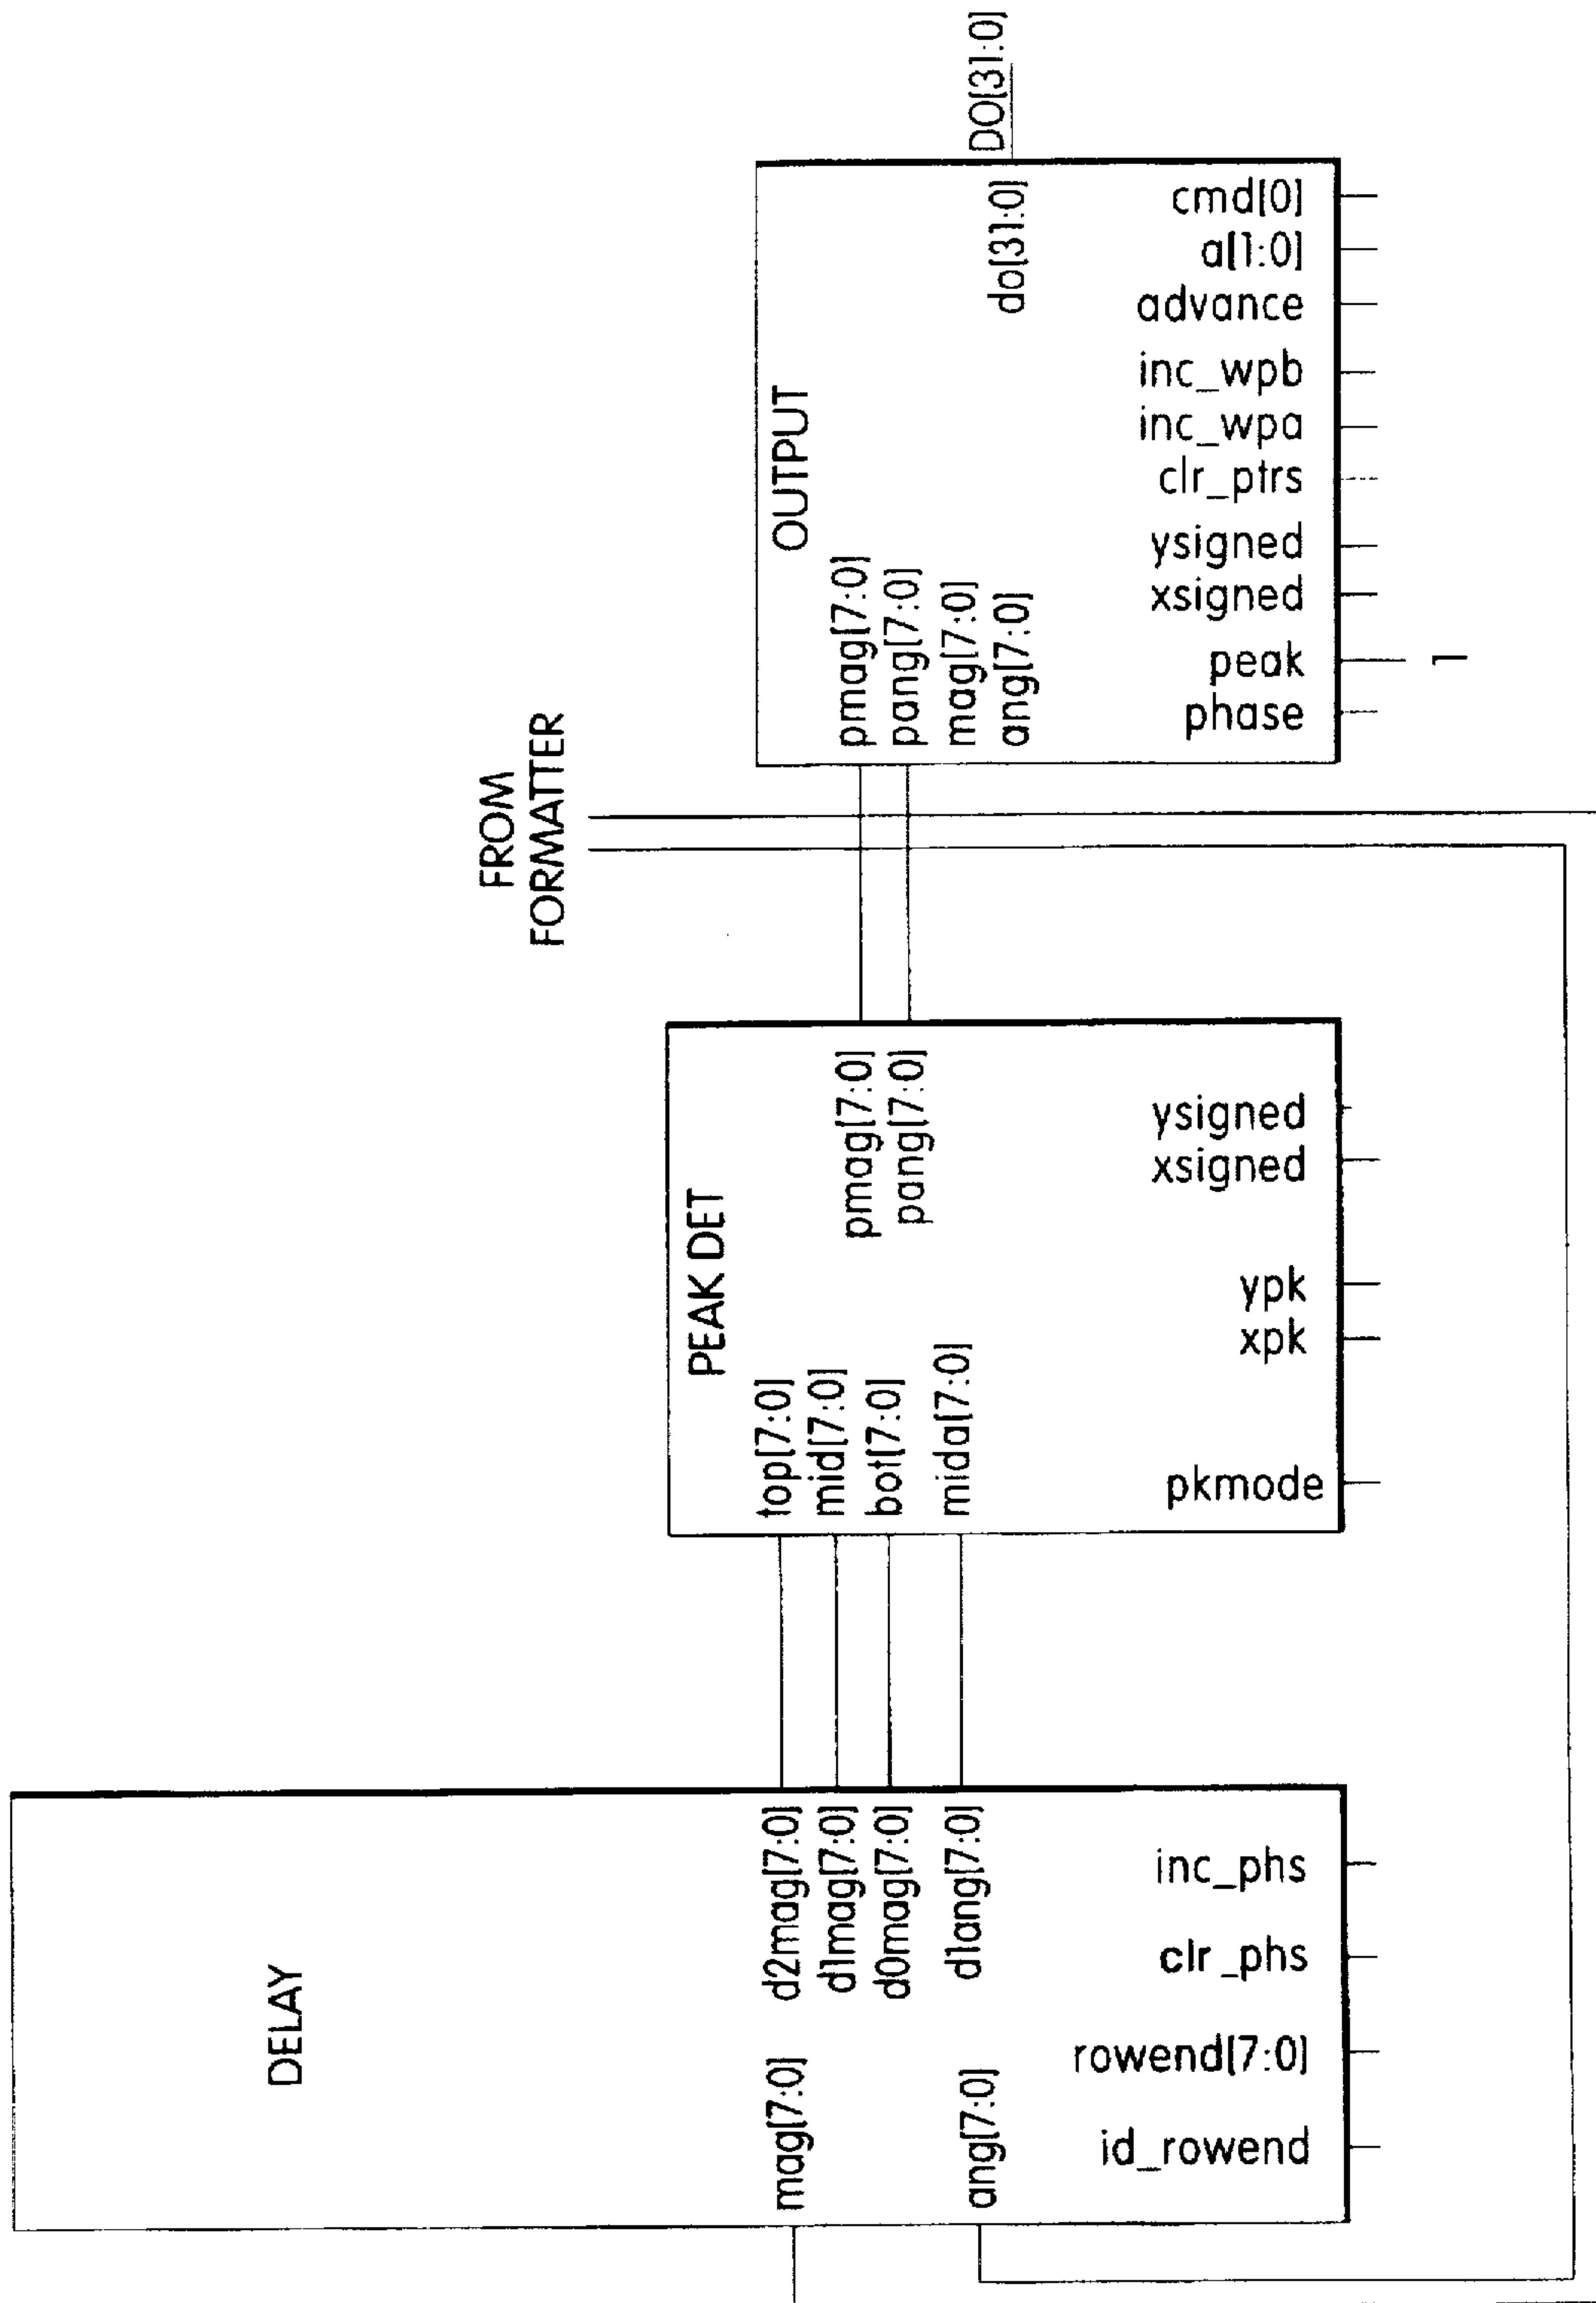 DELAY
mag[7:0]
ang[7:0]
d2mag[7:0]
d1mag[7:0]
d0mag[7:0]
d1ang[7:0]
id_rowend
rowend[7:0]
clr_phs
inc_phs
PEAK DET
top[7:0]
mid[7:0]
bot[7:0]
mida[7:0]
pmag[7:0]
pang[7:0]
pkmode
xpk
ypk
xsigned
ysigned
FROM
FORMATTER
OUTPUT
pmag[7:0]
pang[7:0]
mag[7:0]
ang[7:0]
do[31:0]
DO[31:0]
phase
peak
xsigned
ysigned
clr_ptrs
inc_wpa
inc_wpb
advance
a[1:0]
cmd[0]
1